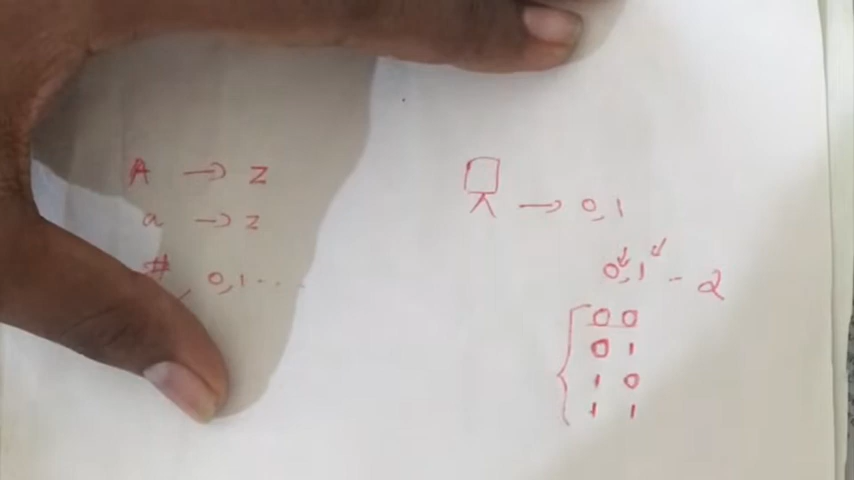 A → Z
a → z
#, 0,1...
→ 0,1
0,1 - 2
0 0
0 1
1 0
1 1